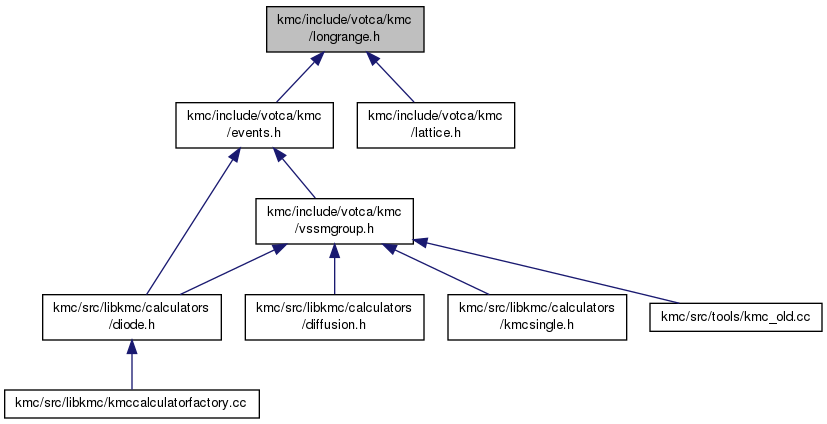 kmc/include/votca/kmc
/longrange.h
kmc/include/votca/kmc
/events.h
kmc/include/votca/kmc
/lattice.h
kmc/include/votca/kmc
/vssmgroup.h
kmc/src/libkmc/calculators
/diode.h
kmc/src/libkmc/calculators
/diffusion.h
kmc/src/libkmc/calculators
/kmcsingle.h
kmc/src/tools/kmc_old.cc
kmc/src/libkmc/kmccalculatorfactory.cc